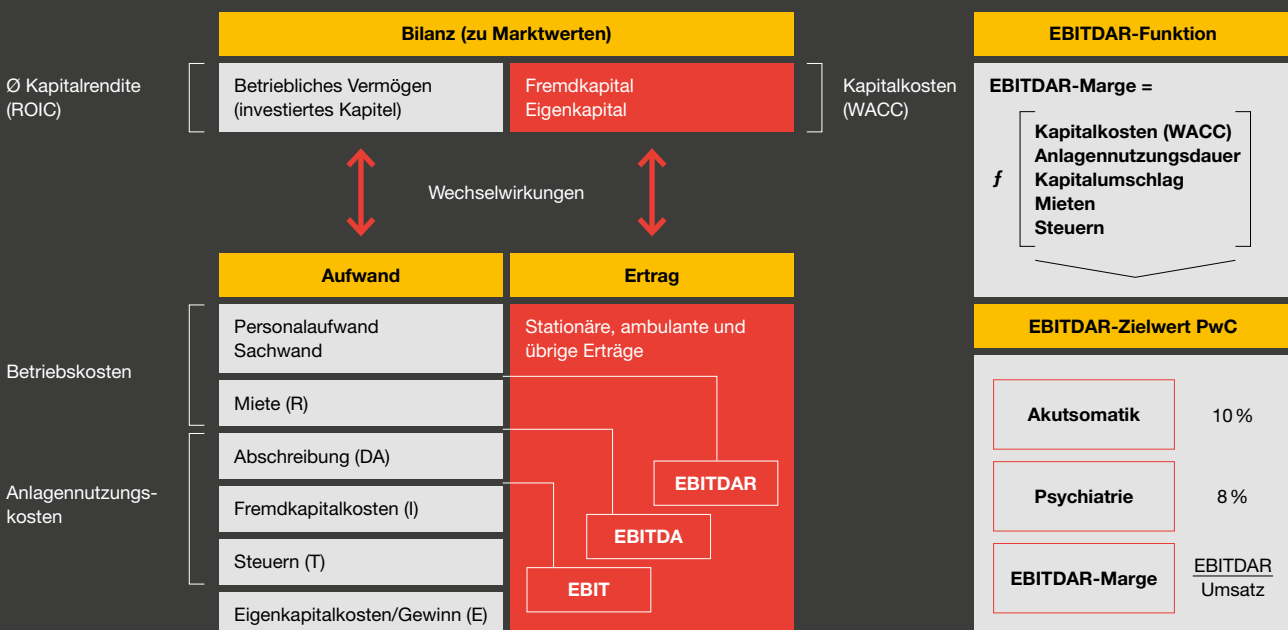 Bilanz (zu Marktwerten)
Ø Kapitalrendite
(ROIC)
Betriebliches Vermögen
(investiertes Kapitel)
Fremdkapital
Eigenkapital
Kapitalkosten
(WACC)
Wechselwirkungen
Aufwand
Ertrag
Betriebskosten
Personalaufwand
Sachwand
Stationäre, ambulante und
übrige Erträge
Miete (R)
Anlagennutzungs-
kosten
Abschreibung (DA)
Fremdkapitalkosten (I)
Steuern (T)
Eigenkapitalkosten/Gewinn (E)
EBITDAR
EBITDA
EBIT
EBITDAR-Funktion
EBITDAR-Marge =
ƒ
Kapitalkosten (WACC)
Anlagennutzungsdauer
Kapitalumschlag
Mieten
Steuern
EBITDAR-Zielwert PwC
Akutsomatik 10 %
Psychiatrie 8 %
EBITDAR-Marge
EBITDAR
Umsatz